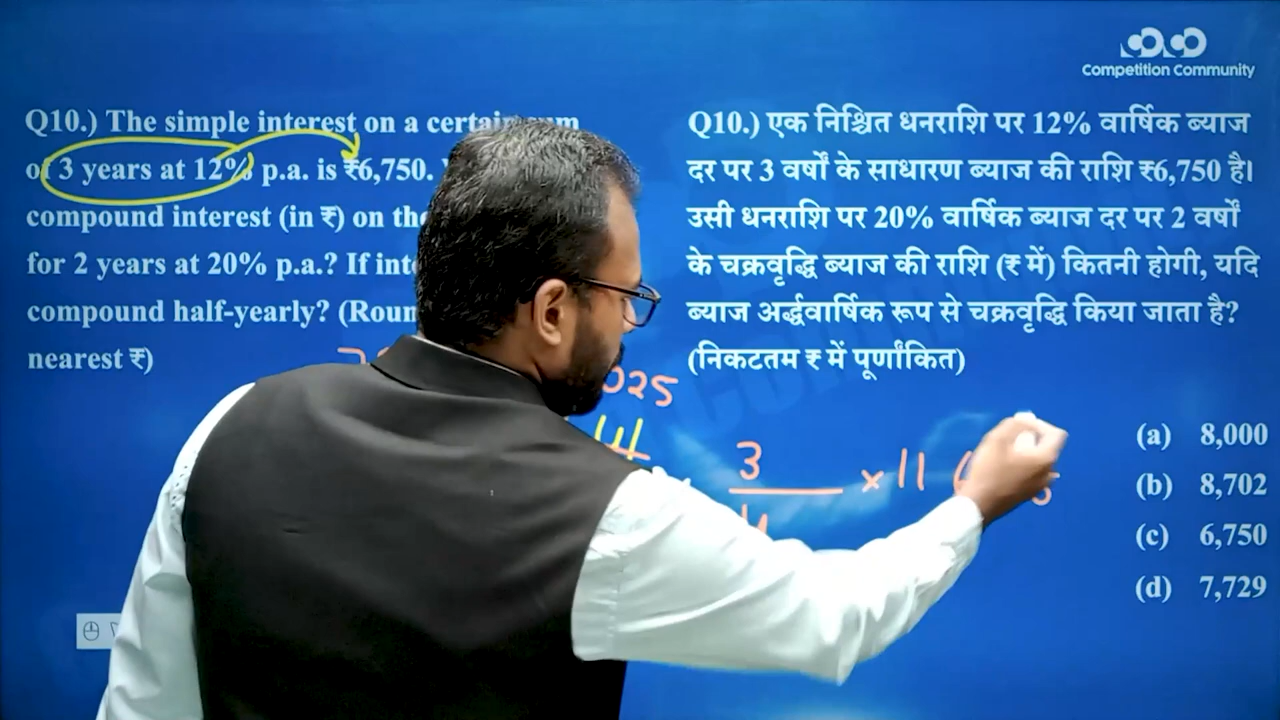 Competition Community
Q10.) The simple interest on a certain
of 3 years at 12% p.a. is ₹6,750.
compound interest (in ₹) on the
for 2 years at 20% p.a.? If
compound half-yearly?
nearest ₹)
Q10.) एक निश्चित धनराशि पर 12% वार्षिक ब्याज
दर पर 3 वर्षों के साधारण ब्याज की राशि ₹6,750 है।
उसी धनराशि पर 20% वार्षिक ब्याज दर पर 2 वर्षों
के चक्रवृद्धि ब्याज की राशि (₹ में) कितनी होगी, यदि
ब्याज अर्द्धवार्षिक रूप से चक्रवृद्धि किया जाता है?
(निकटतम ₹ में पूर्णांकित)
025
3
× 11
(a) 8,000
(b) 8,702
(c) 6,750
(d) 7,729